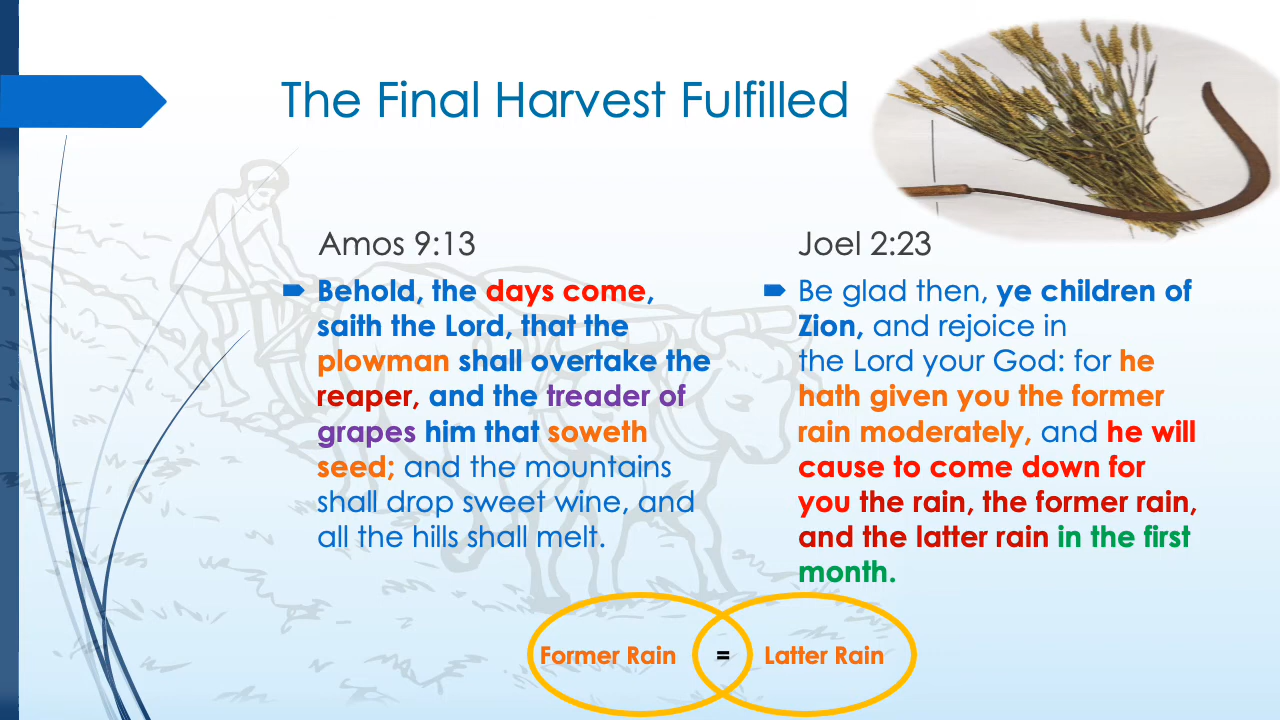 The Final Harvest Fulfilled
Amos 9:13
Behold, the days come,
saith the Lord, that the
plowman shall overtake the
reaper, and the treader of
grapes him that soweth
seed; and the mountains
shall drop sweet wine, and
all the hills shall melt.
Joel 2:23
Be glad then, ye children of
Zion, and rejoice in
the Lord your God: for he
hath given you the former
rain moderately, and he will
cause to come down for
you the rain, the former rain,
and the latter rain in the first
month.
Former Rain = Latter Rain